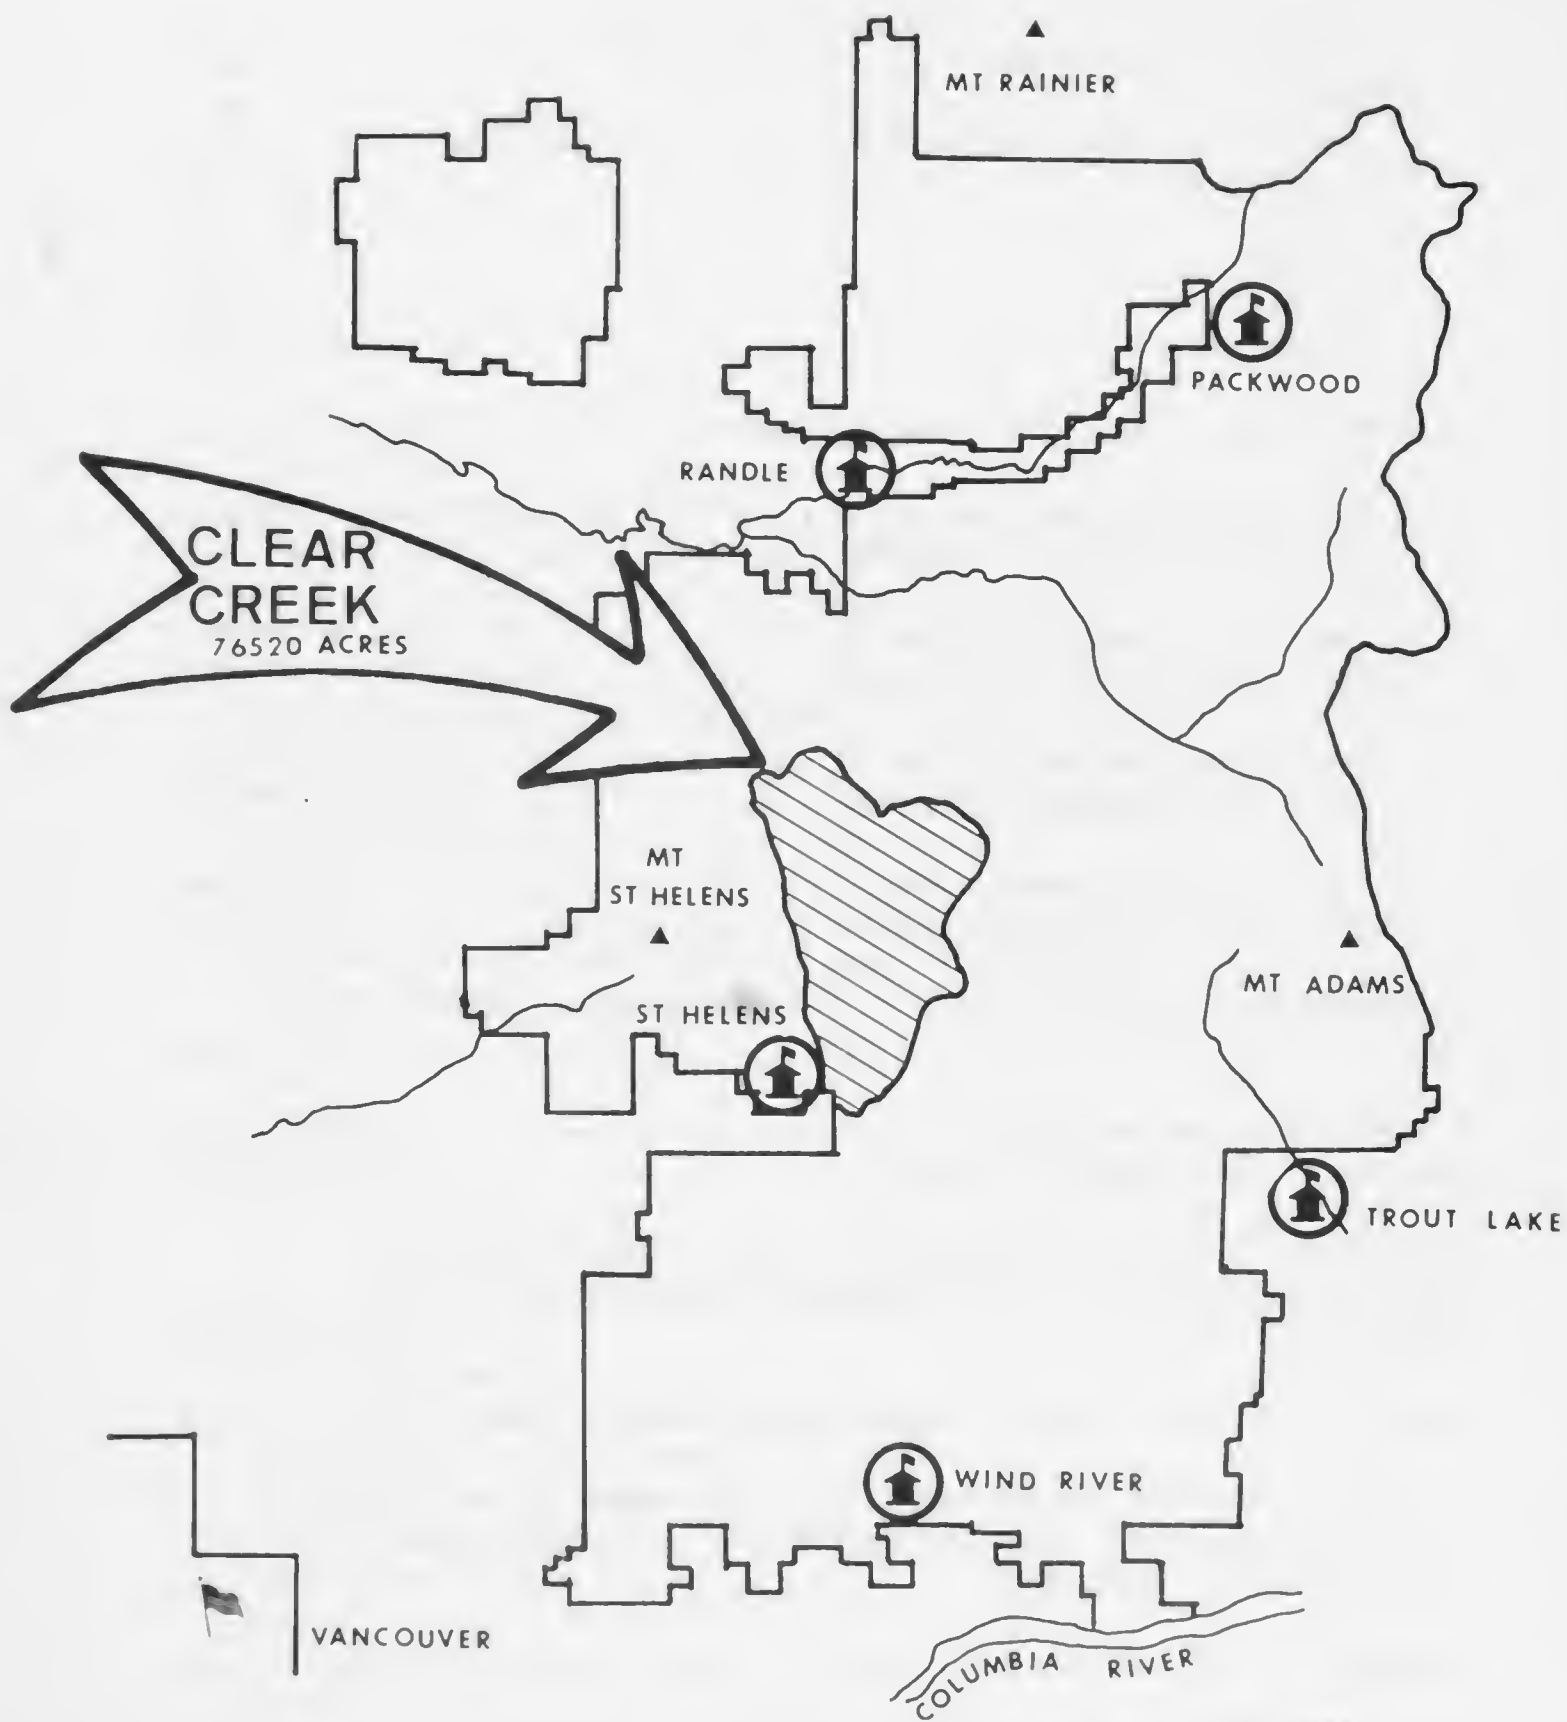 MT RAINIER
PACKWOOD
RANDLE
CLEAR
CREEK
76520 ACRES
MT
ST HELENS
MT ADAMS
ST HELENS
TROUT LAKE
WIND RIVER
VANCOUVER
COLUMBIA RIVER